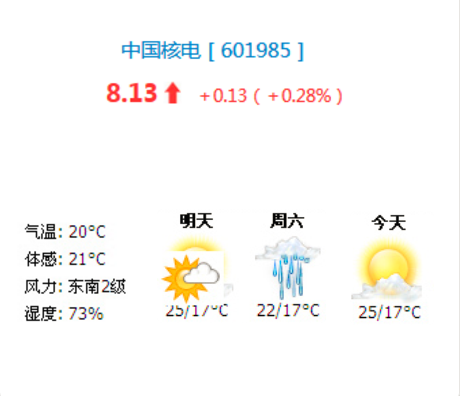 中国核电 [ 601985 ]
8.13 ↑ +0.13 ( +0.28% )
明天 周六 今天
气温: 20°C
体感: 21°C
风力: 东南2级
湿度: 73%
25/17°C 22/17°C 25/17°C